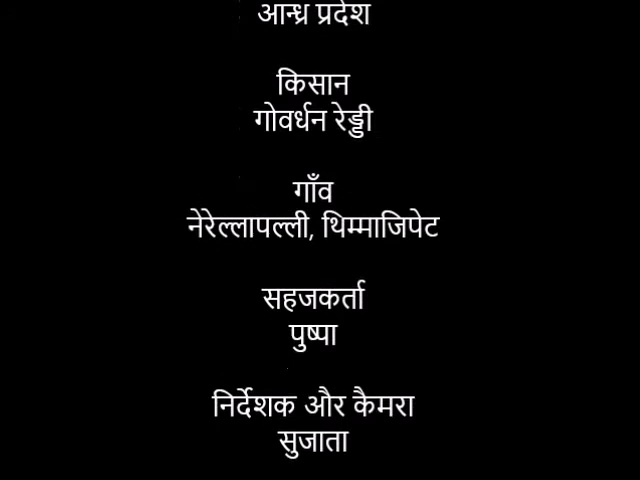 आन्ध्र प्रदेश
किसान
गोवर्धन रेड्डी
गाँव
नेरेल्लापल्ली, थिम्माजिपेट
सहजकर्ता
पुष्पा
निर्देशक और कैमरा
सुजाता